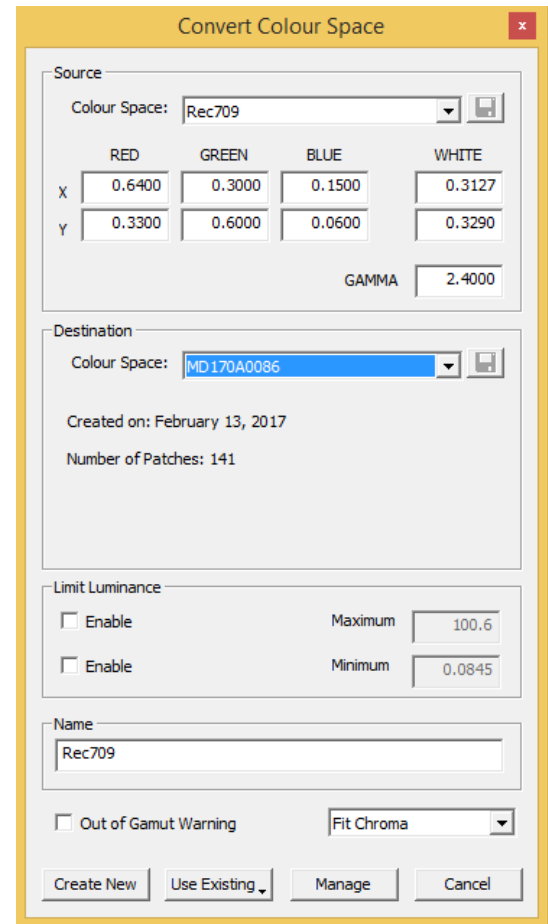 Convert Colour Space
x
Source
Colour Space: Rec709
RED GREEN BLUE WHITE
X 0.6400 0.3000 0.1500 0.3127
Y 0.3300 0.6000 0.0600 0.3290
GAMMA 2.4000
Destination
Colour Space: MD170A0086
Created on: February 13, 2017
Number of Patches: 141
Limit Luminance
Enable Maximum 100.6
Enable Minimum 0.0845
Name
Rec709
Out of Gamut Warning Fit Chroma
Create New Use Existing Manage Cancel